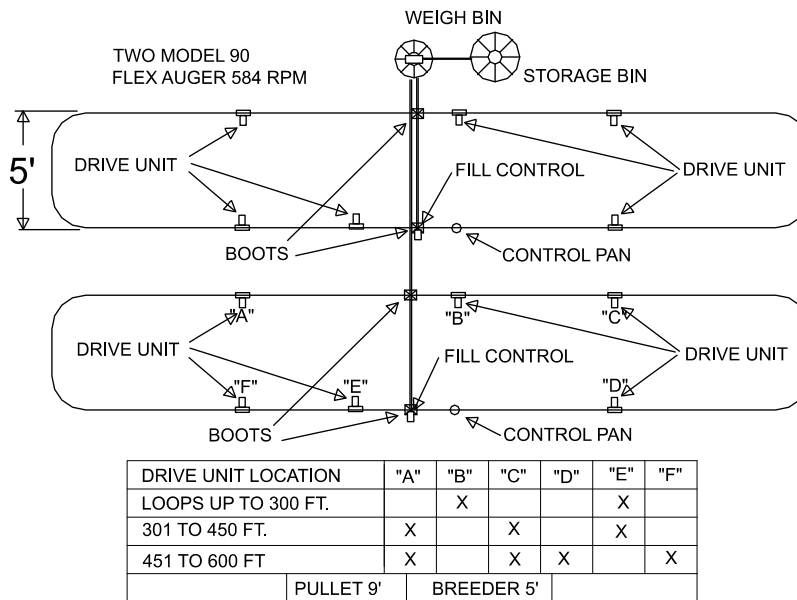 WEIGH BIN
TWO MODEL 90
FLEX AUGER 584 RPM
STORAGE BIN
5'
DRIVE UNIT
FILL CONTROL
DRIVE UNIT
BOOTS
CONTROL PAN
"A"
"B"
"C"
DRIVE UNIT
FILL CONTROL
DRIVE UNIT
"F"
"E"
"D"
BOOTS
CONTROL PAN
DRIVE UNIT LOCATION "A" "B" "C" "D" "E" "F"
LOOPS UP TO 300 FT. X X
301 TO 450 FT. X X X
451 TO 600 FT X X X X
PULLET 9' BREEDER 5'